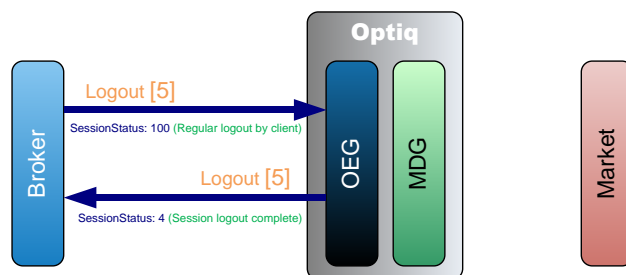 Optiq
Logout [5]
SessionStatus: 100 (Regular logout by client)
Broker
OEG
MDG
Market
Logout [5]
SessionStatus: 4 (Session logout complete)